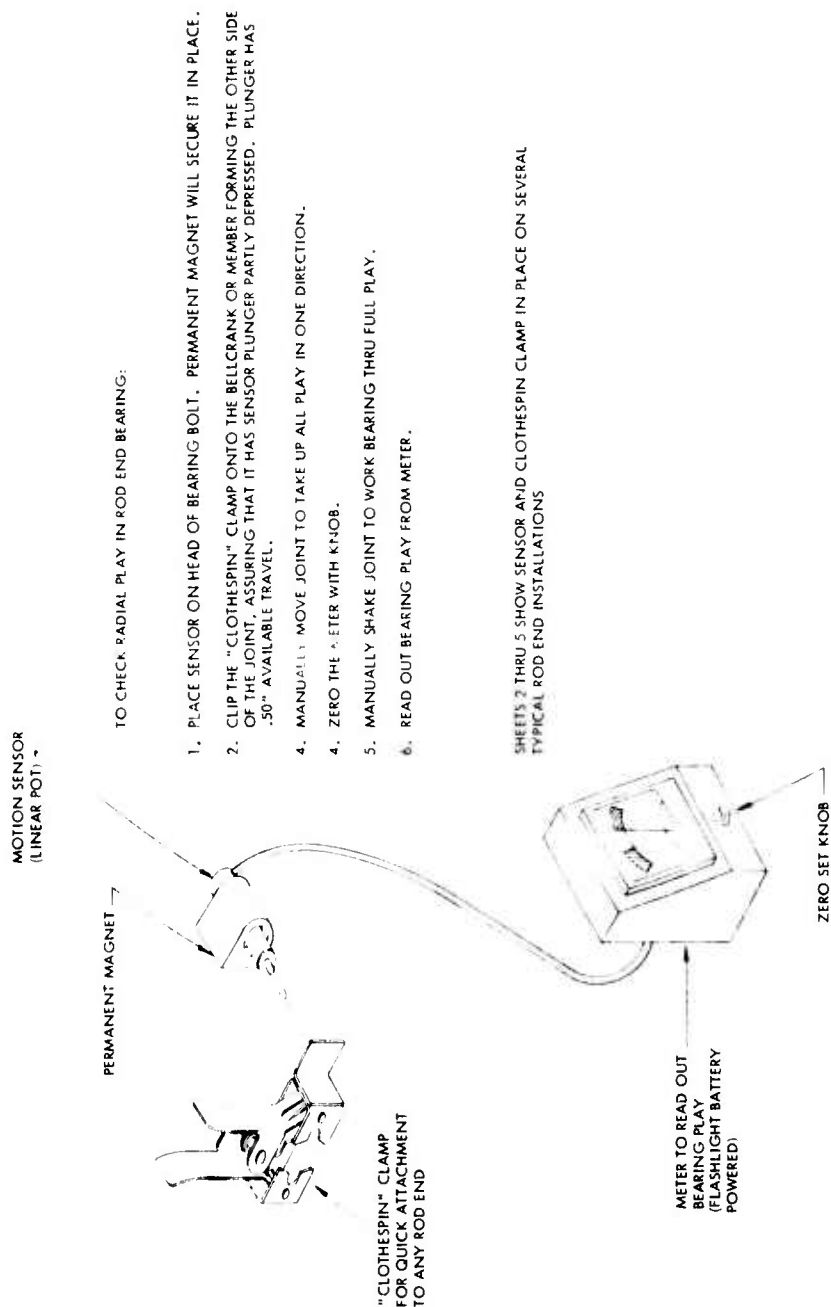 MOTION SENSOR
(LINEAR POT)
PERMANENT MAGNET
"CLOTHESPIN" CLAMP
FOR QUICK ATTACHMENT
TO ANY ROD END
METER TO READ OUT
BEARING PLAY
(FLASHLIGHT BATTERY
POWERED)
ZERO SET KNOB
TO CHECK RADIAL PLAY IN ROD END BEARING:
1. PLACE SENSOR ON HEAD OF BEARING BOLT. PERMANENT MAGNET WILL SECURE IT IN PLACE.
2. CLIP THE "CLOTHESPIN" CLAMP ONTO THE BELLCRANK OR MEMBER FORMING THE OTHER SIDE
OF THE JOINT, ASSURING THAT IT HAS SENSOR PLUNGER PARTLY DEPRESSED. PLUNGER HAS
.50" AVAILABLE TRAVEL.
4. MANUALLY MOVE JOINT TO TAKE UP ALL PLAY IN ONE DIRECTION.
4. ZERO THE METER WITH KNOB.
5. MANUALLY SHAKE JOINT TO WORK BEARING THRU FULL PLAY.
6. READ OUT BEARING PLAY FROM METER.
SHEETS 2 THRU 5 SHOW SENSOR AND CLOTHESPIN CLAMP IN PLACE ON SEVERAL
TYPICAL ROD END INSTALLATIONS